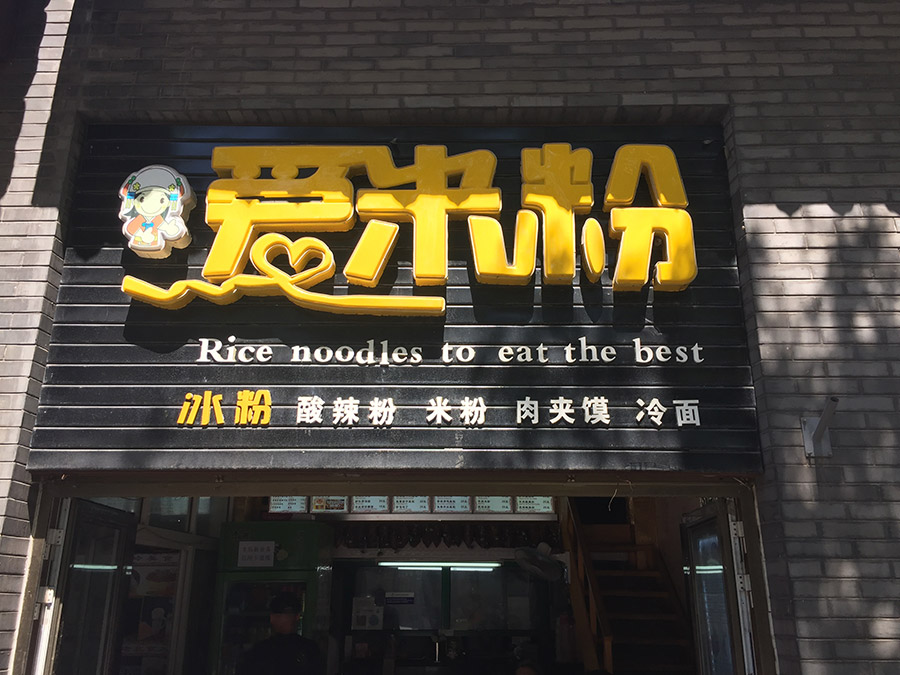 爱米粉
Rice noodles to eat the best
冰粉 酸辣粉 米粉 肉夹馍 冷面